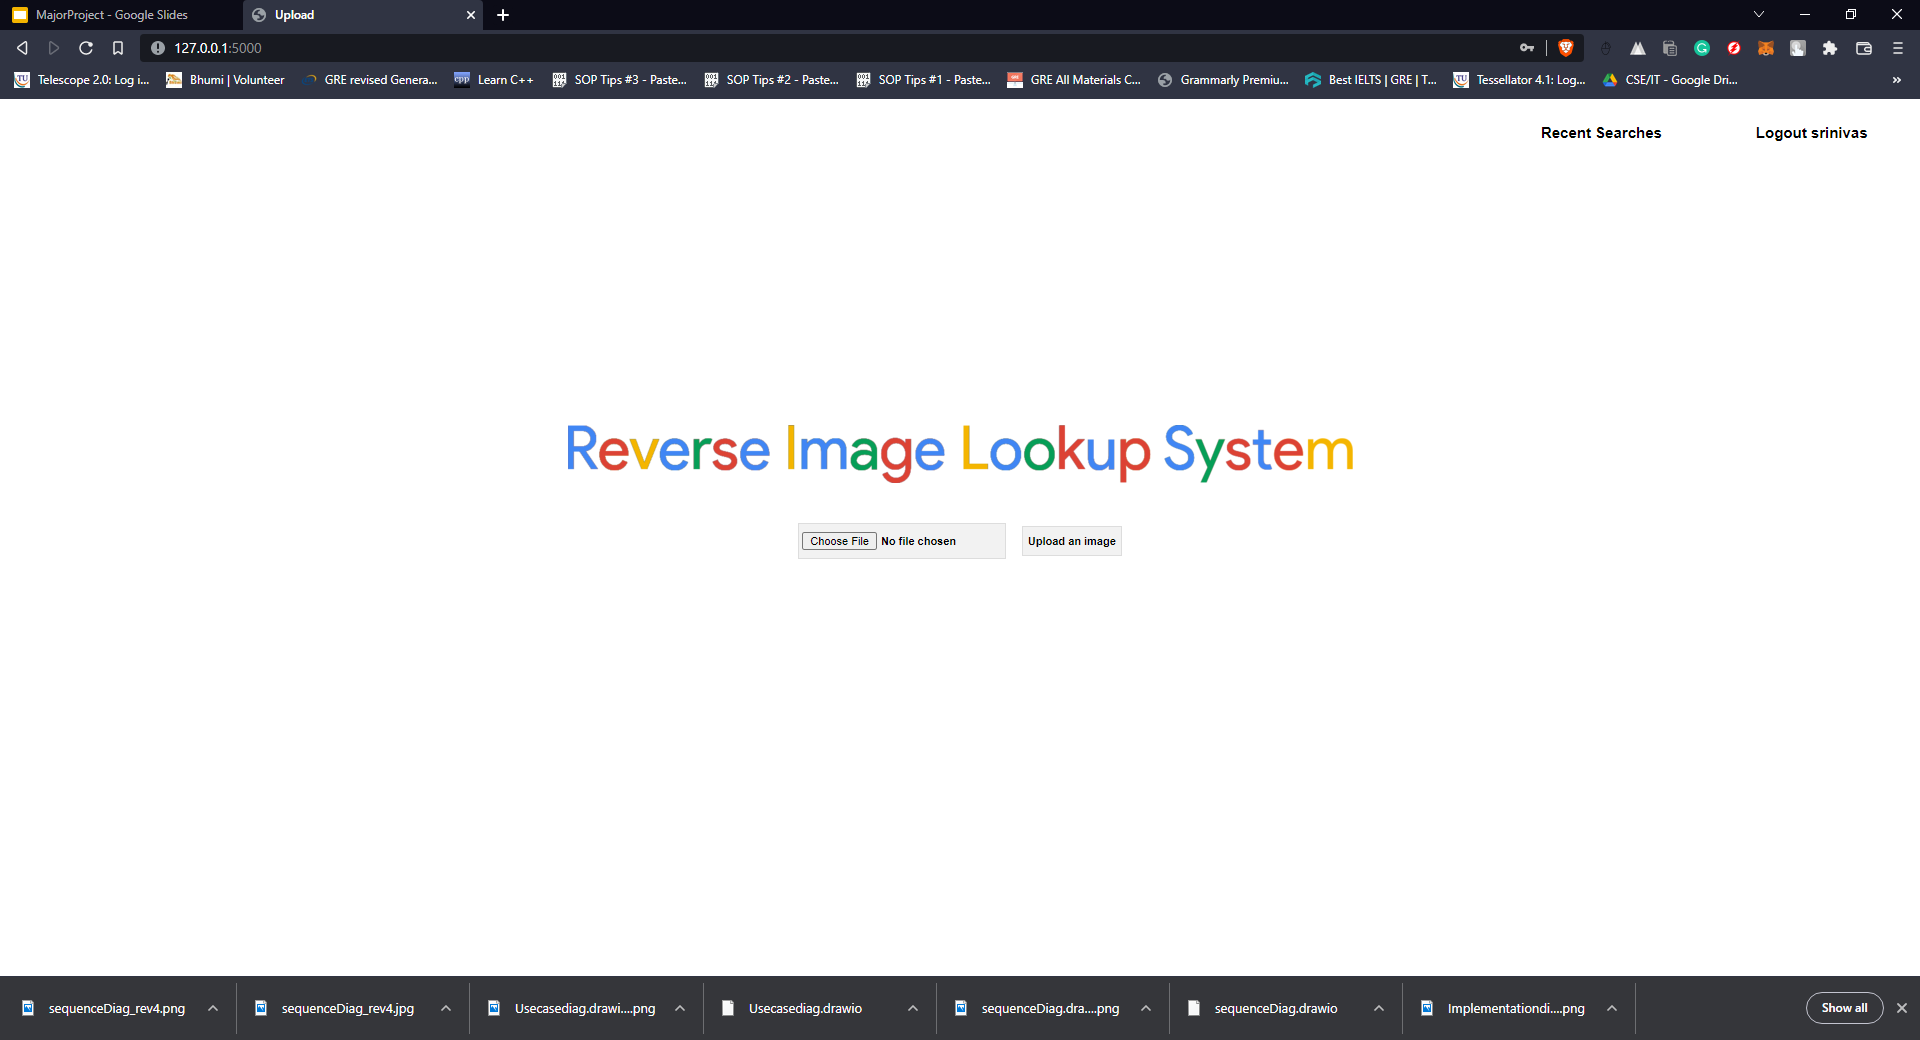 MajorProject - Google Slides
Upload
127.0.0.1:5000
Telescope 2.0: Log i...
Bhumi | Volunteer
GRE revised Genera...
Learn C++
SOP Tips #3 - Paste...
SOP Tips #2 - Paste...
SOP Tips #1 - Paste...
GRE All Materials C...
Grammarly Premiu...
Best IELTS | GRE | T...
Tessellator 4.1: Log...
CSE/IT - Google Dri...
Recent Searches
Logout srinivas
Reverse Image Lookup System
Choose File No file chosen
Upload an image
sequenceDiag_rev4.png
sequenceDiag_rev4.jpg
Usecasediag.drawi....png
Usecasediag.drawio
sequenceDiag.dra....png
sequenceDiag.drawio
Implementationdi....png
Show all